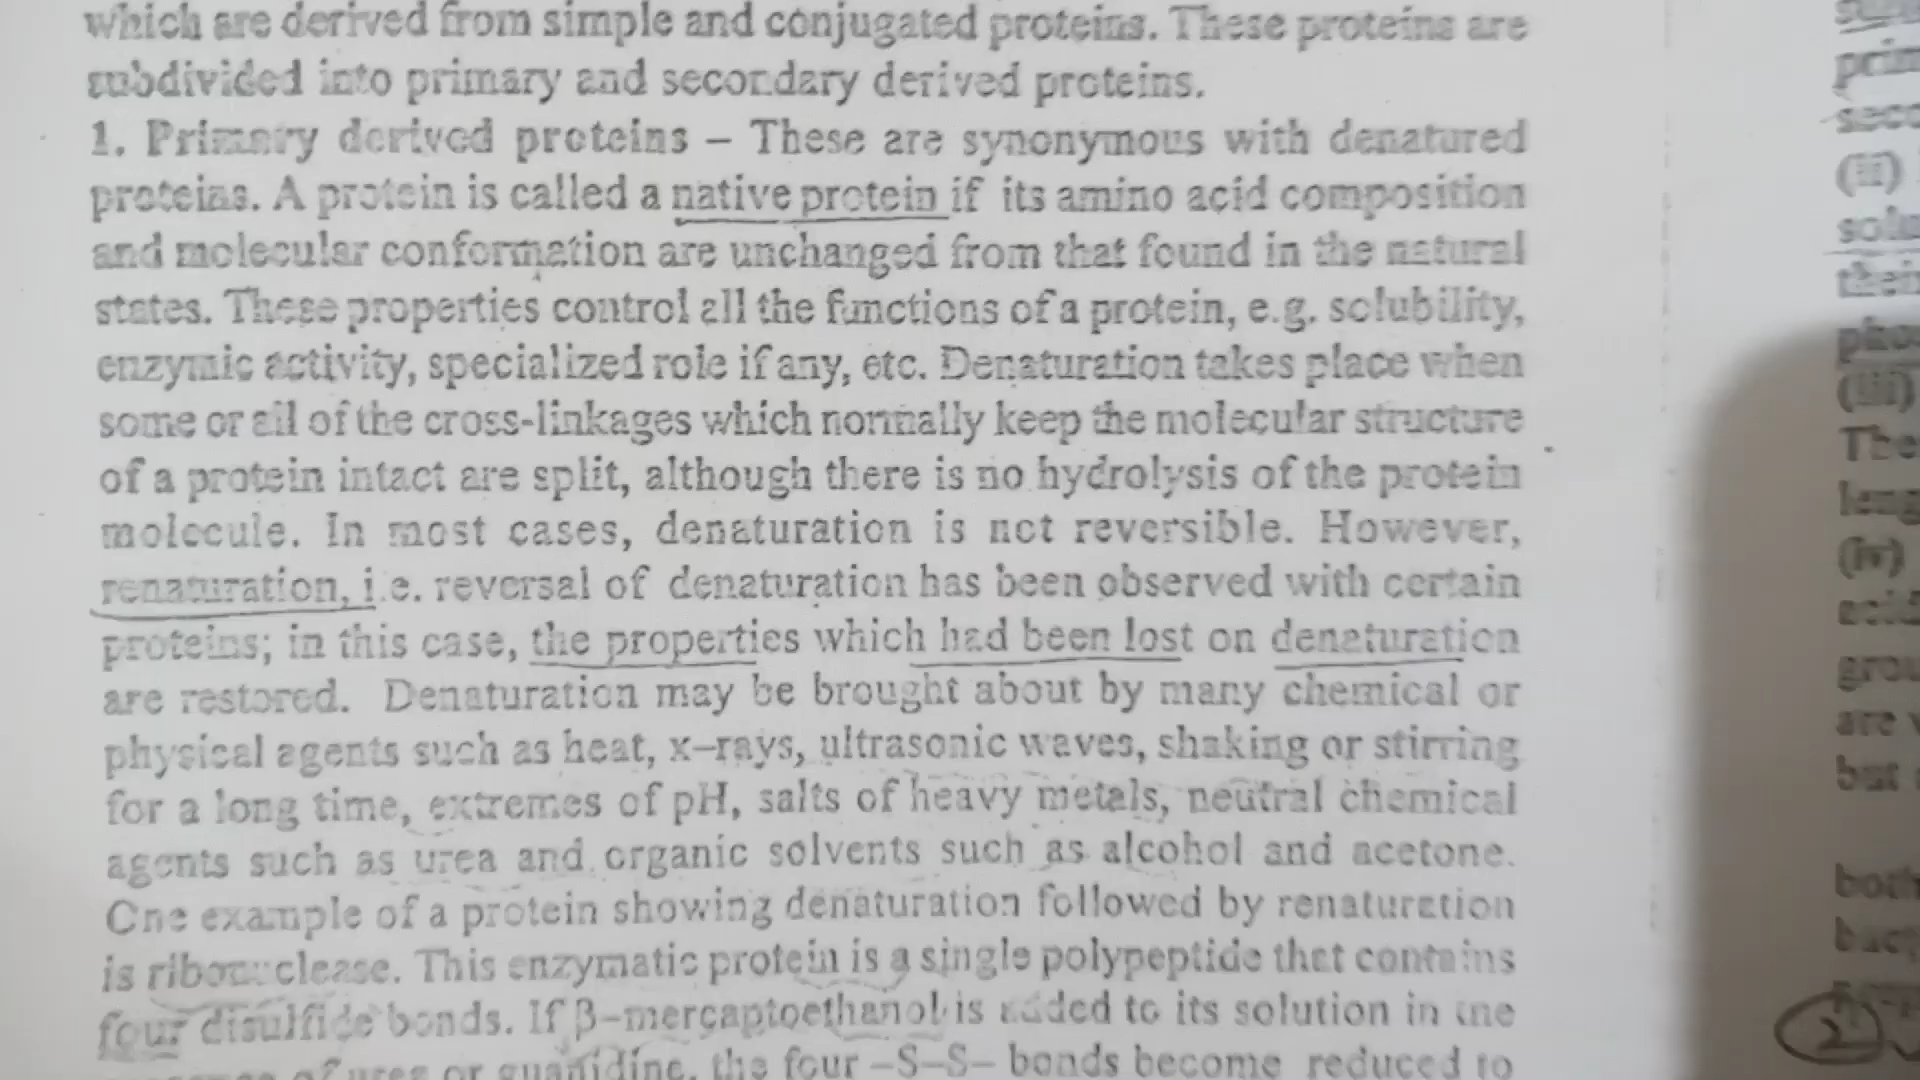 which are derived from simple and conjugated proteins. These proteins are
subdivided into primary and secondary derived proteins.
1. Primary derived proteins – These are synonymous with denatured
proteins. A protein is called a native protein if its amino acid composition
and molecular conformation are unchanged from that found in the natural
states. These properties control all the functions of a protein, e.g. solubility,
enzymic activity, specialized role if any, etc. Denaturation takes place when
some or all of the cross-linkages which normally keep the molecular structure
of a protein intact are split, although there is no hydrolysis of the protein
molecule. In most cases, denaturation is not reversible. However,
renaturation, i.e. reversal of denaturation has been observed with certain
proteins; in this case, the properties which had been lost on denaturation
are restored. Denaturation may be brought about by many chemical or
physical agents such as heat, x–rays, ultrasonic waves, shaking or stirring
for a long time, extremes of pH, salts of heavy metals, neutral chemical
agents such as urea and organic solvents such as alcohol and acetone.
One example of a protein showing denaturation followed by renaturation
is ribonuclease. This enzymatic protein is a single polypeptide that contains
four disulfide bonds. If β–mercaptoethanol is added to its solution in the
of urea or guanidine, the four –S–S– bonds become reduced to
(ii)
(iii)
The
(iv)
are
but
2